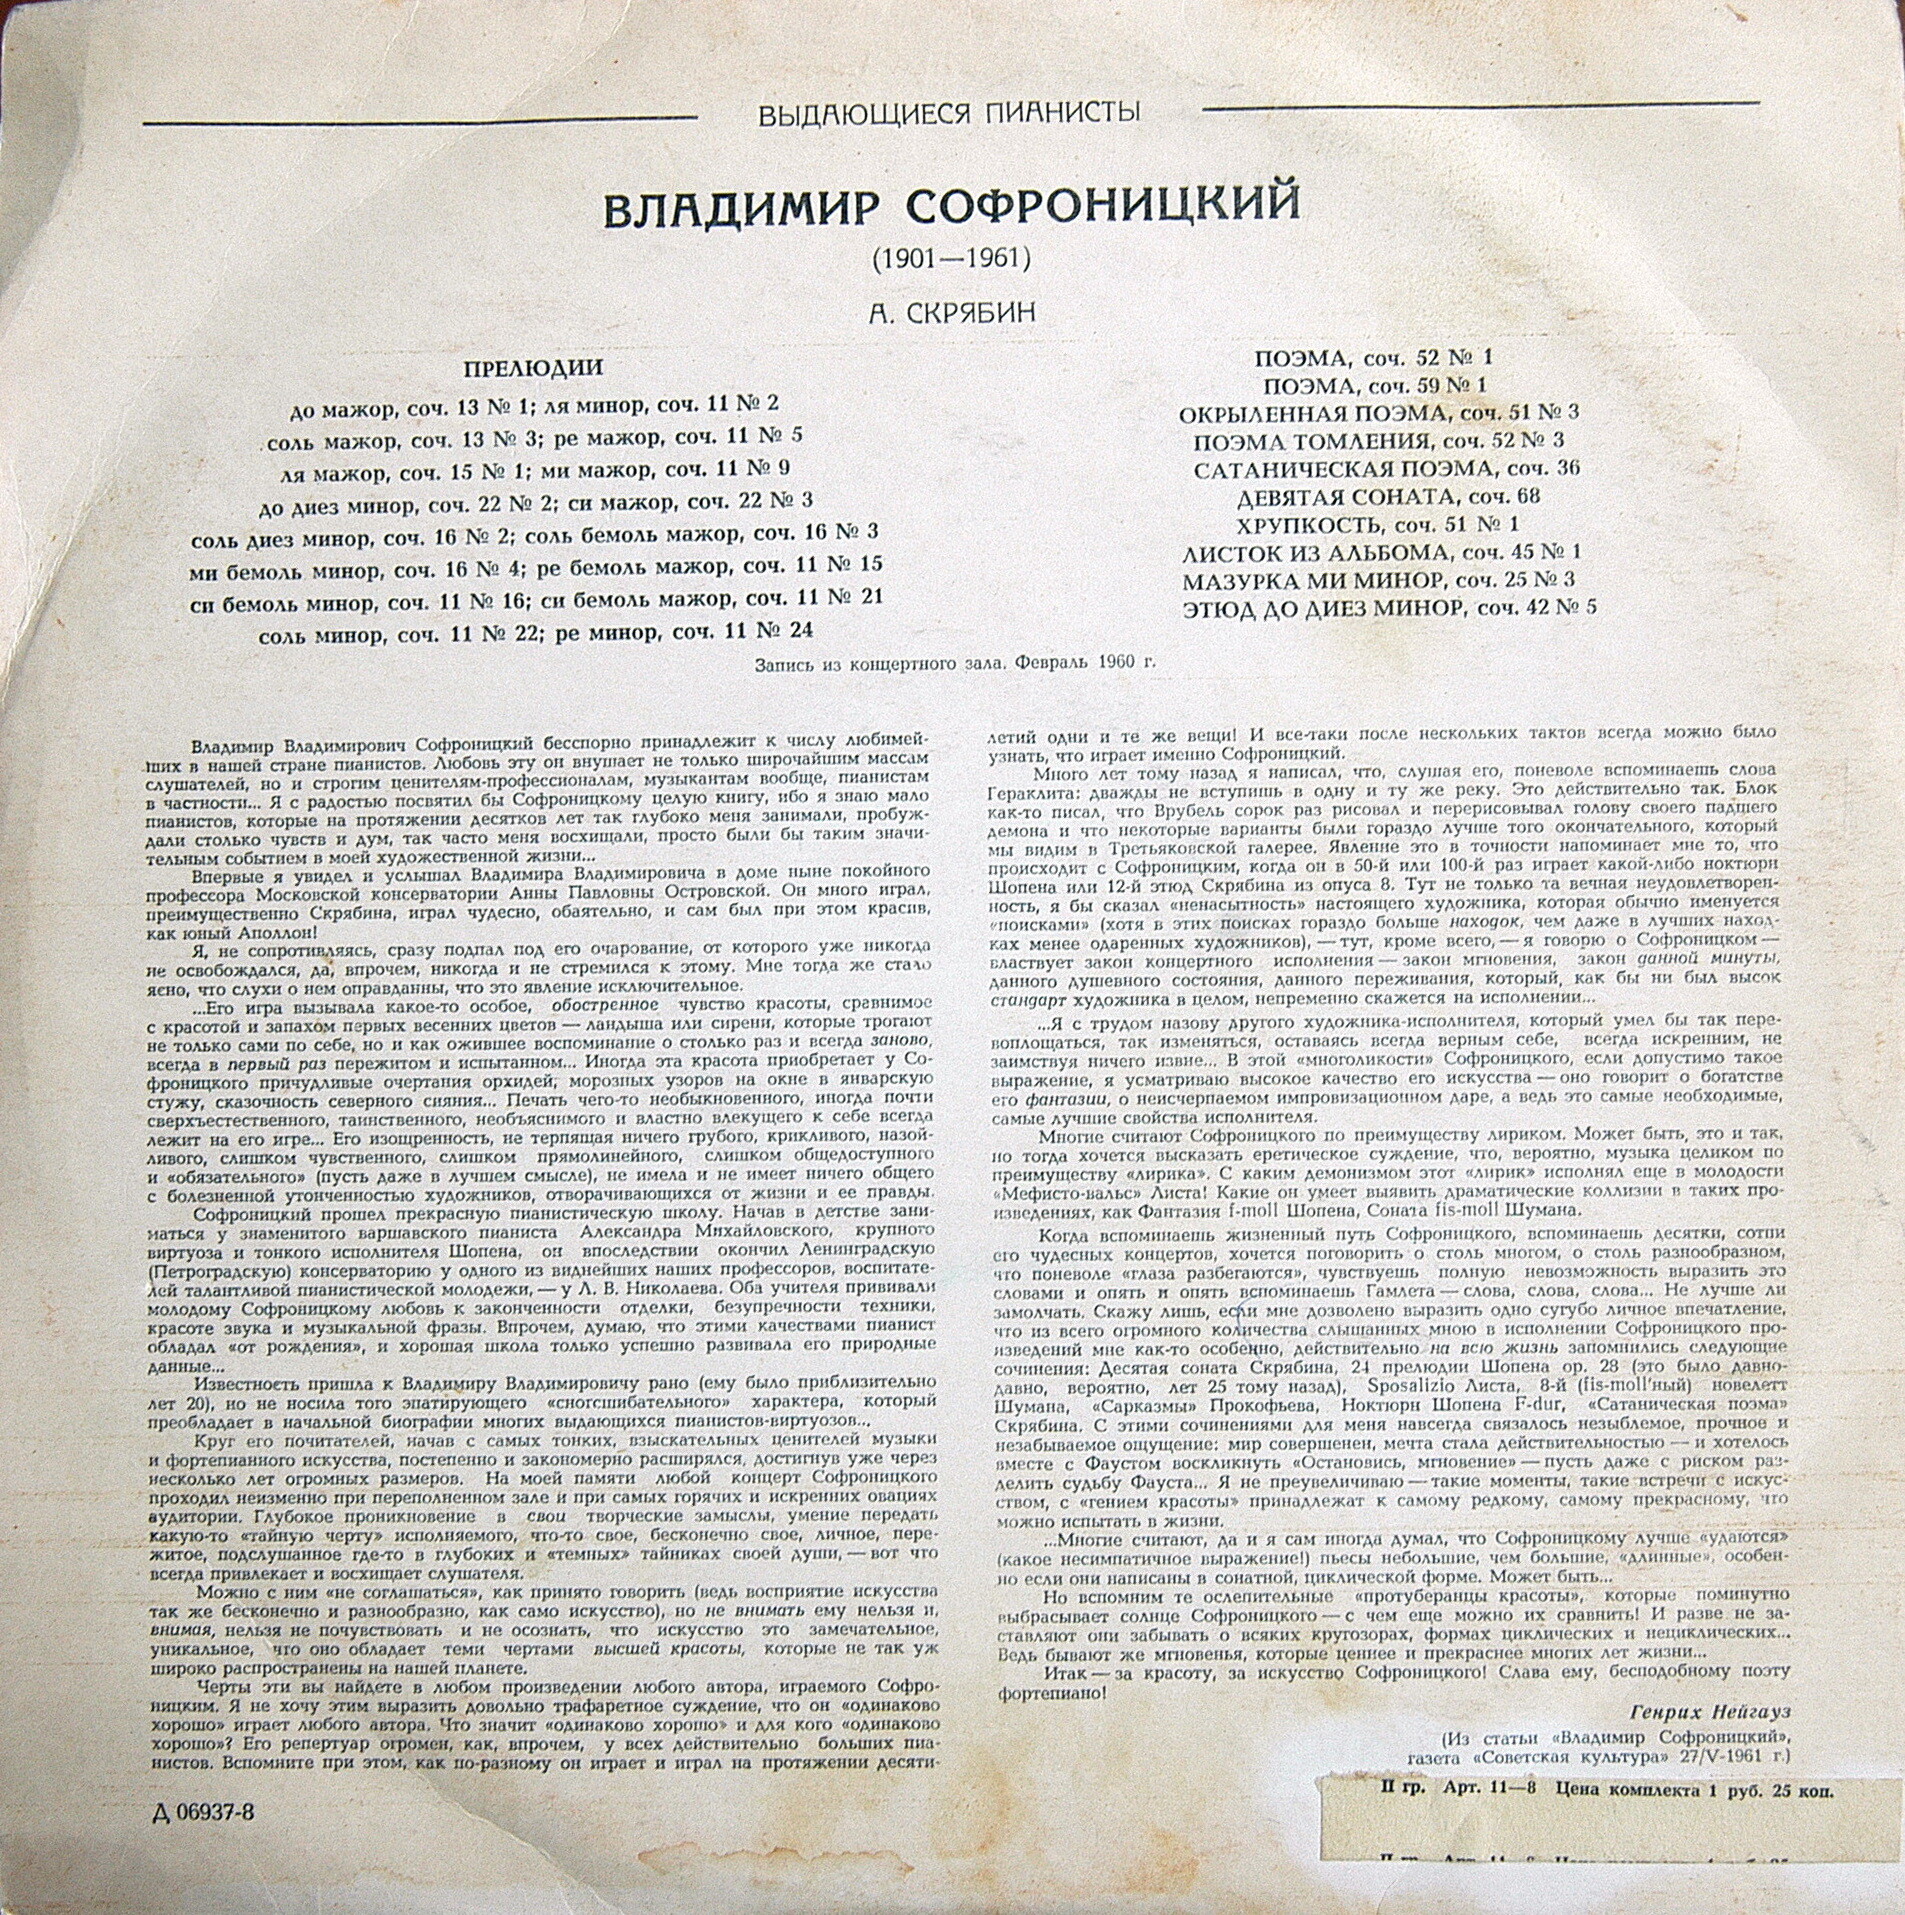 ВЫДАЮЩИЕСЯ ПИАНИСТЫ
ВЛАДИМИР СОФРОНИЦКИЙ
(1901—1961)
А. СКРЯБИН
ПРЕЛЮДИИ
до мажор, соч. 13 № 1; ля минор, соч. 11 № 2
соль мажор, соч. 13 № 3; ре мажор, соч. 11 № 5
ля мажор, соч. 15 № 1; ми мажор, соч. 11 № 9
до диез минор, соч. 22 № 2; си мажор, соч. 22 № 3
соль диез минор, соч. 16 № 2; соль бемоль мажор, соч. 16 № 3
ми бемоль минор, соч. 16 № 4; ре бемоль мажор, соч. 11 № 15
си бемоль минор, соч. 11 № 16; си бемоль мажор, соч. 11 № 21
соль минор, соч. 11 № 22; ре минор, соч. 11 № 24
ПОЭМА, соч. 52 № 1
ПОЭМА, соч. 59 № 1
ОКРЫЛЕННАЯ ПОЭМА, соч. 51 № 3
ПОЭМА ТОМЛЕНИЯ, соч. 52 № 3
САТАНИЧЕСКАЯ ПОЭМА, соч. 36
ДЕВЯТАЯ СОНАТА, соч. 68
ХРУПКОСТЬ, соч. 51 № 1
ЛИСТОК ИЗ АЛЬБОМА, соч. 45 № 1
МАЗУРКА МИ МИНОР, соч. 25 № 3
ЭТЮД ДО ДИЕЗ МИНОР, соч. 42 № 5
Запись из концертного зала. Февраль 1960 г.
Владимир Владимирович Софроницкий бесспорно принадлежит к числу любимей-
ших в нашей стране пианистов. Любовь эту он внушает не только широчайшим массам
слушателей, но и строгим ценителям-профессионалам, музыкантам вообще, пианистам
в частности... Я с радостью посвятил бы Софроницкому целую книгу, ибо я знаю мало
пианистов, которые на протяжении десятков лет так глубоко меня занимали, пробуж-
дали столько чувств и дум, так часто меня восхищали, просто были бы таким значи-
тельным событием в моей художественной жизни...
Впервые я увидел и услышал Владимира Владимировича в доме ныне покойного
профессора Московской консерватории Анны Павловны Островской. Он много играл,
преимущественно Скрябина, играл чудесно, обаятельно, и сам был при этом красив,
как юный Аполлон!
Я, не сопротивляясь, сразу подпал под его очарование, от которого уже никогда
не освобождался, да, впрочем, никогда и не стремился к этому. Мне тогда же стало
ясно, что слухи о нем оправданны, что это явление исключительное.
...Его игра вызывала какое-то особое, обостренное чувство красоты, сравнимое
с красотой и запахом первых весенних цветов — ландыша или сирени, которые трогают
не только сами по себе, но и как ожившее воспоминание о столько раз и всегда заново,
всегда в первый раз пережитом и испытанном... Иногда эта красота приобретает у Со-
фроницкого причудливые очертания орхидей, морозных узоров на окне в январскую
стужу, сказочность северного сияния... Печать чего-то необыкновенного, иногда почти
сверхъестественного, таинственного, необъяснимого и властно влекущего к себе всегда
лежит на его игре... Его изощренность, не терпящая ничего грубого, крикливого, назой-
ливого, слишком чувственного, слишком прямолинейного, слишком общедоступного
и «обязательного» (пусть даже в лучшем смысле), не имела и не имеет ничего общего
с болезненной утонченностью художников, отворачивающихся от жизни и ее правды.
Софроницкий прошел прекрасную пианистическую школу. Начав в детстве зани-
маться у знаменитого варшавского пианиста Александра Михайловского, крупного
виртуоза и тонкого исполнителя Шопена, он впоследствии окончил Ленинградскую
(Петроградскую) консерваторию у одного из виднейших наших профессоров, воспитате-
лей талантливой пианистической молодежи, — у Л. В. Николаева. Оба учителя прививали
молодому Софроницкому любовь к законченности отделки, безупречности техники,
красоте звука и музыкальной фразы. Впрочем, думаю, что этими качествами пианист
обладал «от рождения», и хорошая школа только успешно развивала его природные
данные...
Известность пришла к Владимиру Владимировичу рано (ему было приблизительно
лет 20), но не носила того эпатирующего «сногсшибательного» характера, который
преобладает в начальной биографии многих выдающихся пианистов-виртуозов...
Круг его почитателей, начав с самых тонких, взыскательных ценителей музыки
и фортепианного искусства, постепенно и закономерно расширялся, достигнув уже через
несколько лет огромных размеров. На моей памяти любой концерт Софроницкого
проходил неизменно при переполненном зале и при самых горячих и искренних овациях
аудитории. Глубокое проникновение в свои творческие замыслы, умение передать
какую-то «тайную черту» исполняемого, что-то свое, бесконечно свое, личное, пере-
житое, подслушанное где-то в глубоких и «темных» тайниках своей души, — вот что
всегда привлекает и восхищает слушателя.
Можно с ним «не соглашаться», как принято говорить (ведь восприятие искусства
так же бесконечно и разнообразно, как само искусство), но не внимать ему нельзя и,
внимая, нельзя не почувствовать и не осознать, что искусство это замечательное,
уникальное, что оно обладает теми чертами высшей красоты, которые не так уж
широко распространены на нашей планете.
Черты эти вы найдете в любом произведении любого автора, играемого Софро-
ницким. Я не хочу этим выразить довольно трафаретное суждение, что он «одинаково
хорошо» играет любого автора. Что значит «одинаково хорошо» и для кого «одинаково
хорошо»? Его репертуар огромен, как, впрочем, у всех действительно больших пиа-
нистов. Вспомните при этом, как по-разному он играет и играл на протяжении десяти-
летий одни и те же вещи! И все-таки после нескольких тактов всегда можно было
узнать, что играет именно Софроницкий.
Много лет тому назад я написал, что, слушая его, поневоле вспоминаешь слова
Гераклита: дважды не вступишь в одну и ту же реку. Это действительно так. Блок
как-то писал, что Врубель сорок раз рисовал и перерисовывал голову своего падшего
демона и что некоторые варианты были гораздо лучше того окончательного, который
мы видим в Третьяковской галерее. Явление это в точности напоминает мне то, что
происходит с Софроницким, когда он в 50-й или 100-й раз играет какой-либо ноктюрн
Шопена или 12-й этюд Скрябина из опуса 8. Тут не только та вечная неудовлетворен-
ность, я бы сказал «ненасытность» настоящего художника, которая обычно именуется
«поисками» (хотя в этих поисках гораздо больше находок, чем даже в лучших наход-
ках менее одаренных художников), — тут, кроме всего, — я говорю о Софроницком —
властвует закон концертного исполнения — закон мгновения, закон данной минуты,
данного душевного состояния, данного переживания, который, как бы ни был высок
стандарт художника в целом, непременно скажется на исполнении...
...Я с трудом назову другого художника-исполнителя, который умел бы так пере-
воплощаться, так изменяться, оставаясь всегда верным себе, всегда искренним, не
заимствуя ничего извне... В этой «многоликости» Софроницкого, если допустимо такое
выражение, я усматриваю высокое качество его искусства — оно говорит о богатстве
его фантазии, о неисчерпаемом импровизационном даре, а ведь это самые необходимые,
самые лучшие свойства исполнителя.
Многие считают Софроницкого по преимуществу лириком. Может быть, это и так,
но тогда хочется высказать еретическое суждение, что, вероятно, музыка целиком по
преимуществу «лирика». С каким демонизмом этот «лирик» исполнял еще в молодости
«Мефисто-вальс» Листа! Какие он умеет выявить драматические коллизии в таких про-
изведениях, как Фантазия f-moll Шопена, Соната fis-moll Шумана.
Когда вспоминаешь жизненный путь Софроницкого, вспоминаешь десятки, сотни
его чудесных концертов, хочется поговорить о столь многом, о столь разнообразном,
что поневоле «глаза разбегаются», чувствуешь полную невозможность выразить это
словами и опять и опять вспоминаешь Гамлета — слова, слова, слова... Не лучше ли
замолчать. Скажу лишь, если мне дозволено выразить одно сугубо личное впечатление,
что из всего огромного количества слышанных мною в исполнении Софроницкого про-
изведений мне как-то особенно, действительно на всю жизнь запомнились следующие
сочинения: Десятая соната Скрябина, 24 прелюдии Шопена ор. 28 (это было давно-
давно, вероятно, лет 25 тому назад), Sposalizio Листа, 8-й (fis-moll'ный) новелетт
Шумана, «Сарказмы» Прокофьева, Ноктюрн Шопена F-dur, «Сатаническая поэма»
Скрябина. С этими сочинениями для меня навсегда связалось незыблемое, прочное и
незабываемое ощущение: мир совершенен, мечта стала действительностью — и хотелось
вместе с Фаустом воскликнуть «Остановись, мгновение» — пусть даже с риском раз-
делить судьбу Фауста... Я не преувеличиваю — такие моменты, такие встречи с искус-
ством, с «гением красоты» принадлежат к самому редкому, самому прекрасному, что
можно испытать в жизни.
...Многие считают, да и я сам иногда думал, что Софроницкому лучше «удаются»
(какое несимпатичное выражение!) пьесы небольшие, чем большие, «длинные», особен-
но если они написаны в сонатной, циклической форме. Может быть...
Но вспомним те ослепительные «протуберанцы красоты», которые поминутно
выбрасывает солнце Софроницкого — с чем еще можно их сравнить! И разве не за-
ставляют они забывать о всяких кругозорах, формах циклических и нециклических...
Ведь бывают же мгновенья, которые ценнее и прекраснее многих лет жизни...
Итак — за красоту, за искусство Софроницкого! Слава ему, бесподобному поэту
фортепиано!
Генрих Нейгауз
(Из статьи «Владимир Софроницкий»,
газета «Советская культура» 27/V-1961 г.)
II гр. Арт. 11—8 Цена комплекта 1 руб. 25 коп.
Д 06937-8